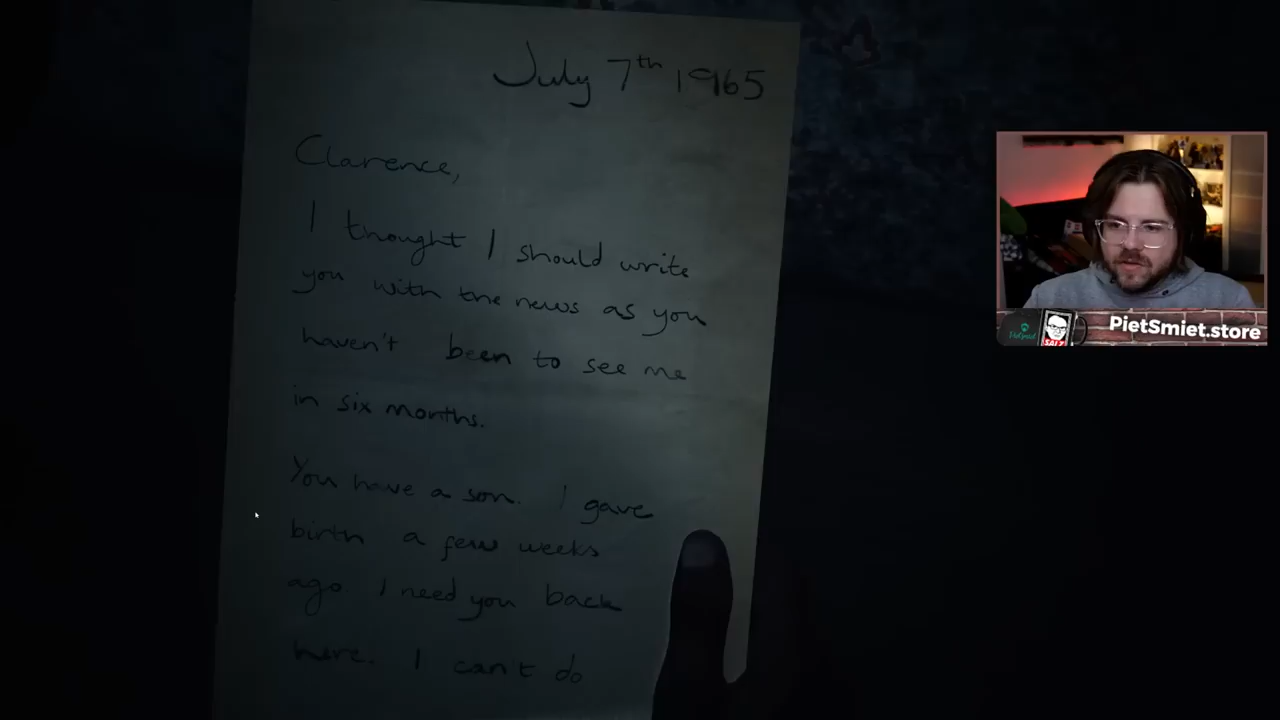 July 7th 1965
Clarence,
I thought I should write
you with the news as you
haven't been to see me
in six months.
You have a son. I gave
birth a few weeks
ago I need you back
here. I can't do
PietSmiet.store
SALZ